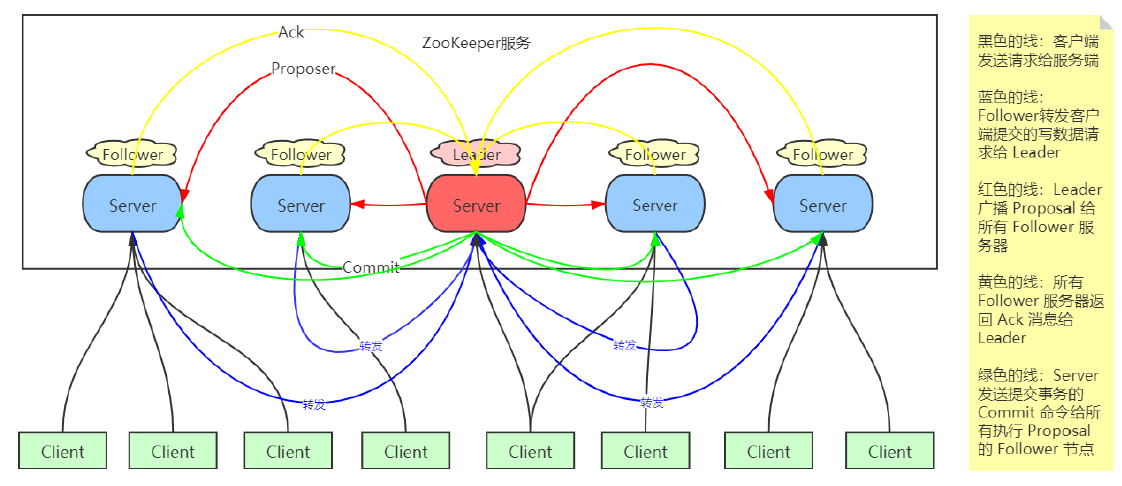 Ack
ZooKeeper服务
Proposer
Follower
Follower
Leader
Follower
Follower
Server
Server
Server
Server
Server
Commit
转发
转发
转发
转发
Client
Client
Client
Client
Client
Client
Client
Client
黑色的线：客户端
发送请求给服务端
蓝色的线：
Follower转发客户
端提交的写数据请
求给 Leader
红色的线：Leader
广播 Proposal 给
所有 Follower 服
务器
黄色的线：所有
Follower 服务器返
回 Ack 消息给
Leader
绿色的线：Server
发送提交事务的
Commit 命令给所
有执行 Proposal
的 Follower 节点